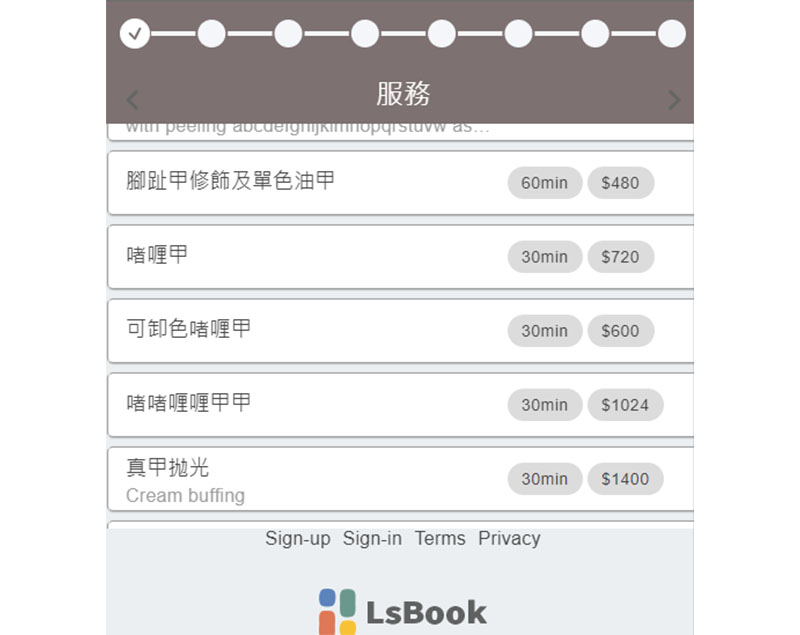 服務
with peeling abcdefghijklmnopqrstuvw as...
腳趾甲修飾及單色油甲 60min $480
啫喱甲 30min $720
可卸色啫喱甲 30min $600
啫啫喱喱甲甲 30min $1024
真甲拋光 30min $1400
Cream buffing
Sign-up Sign-in Terms Privacy
LsBook